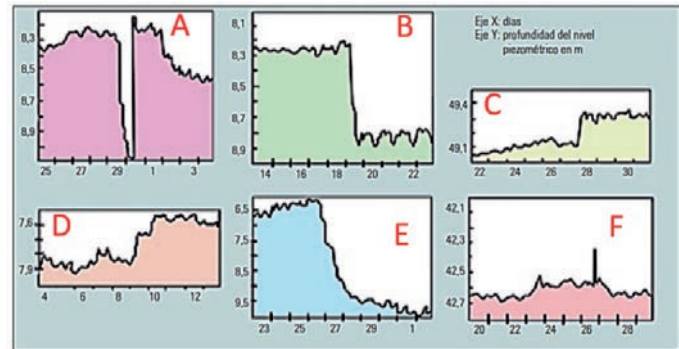 A
8,1
8,3
8,5
8,7
8,9
25 27 29 1 3
B
8,1
8,3
8,5
8,7
8,9
14 16 18 20 22
Eje X: días
Eje Y: profundidad del nivel
piezométrico en m
C
49,4
49,1
22 24 26 28 30
D
7,6
7,9
4 6 8 10 12
E
6,5
7,5
8,5
9,5
23 25 27 29 1
F
42,1
42,3
42,5
42,7
20 22 24 26 28